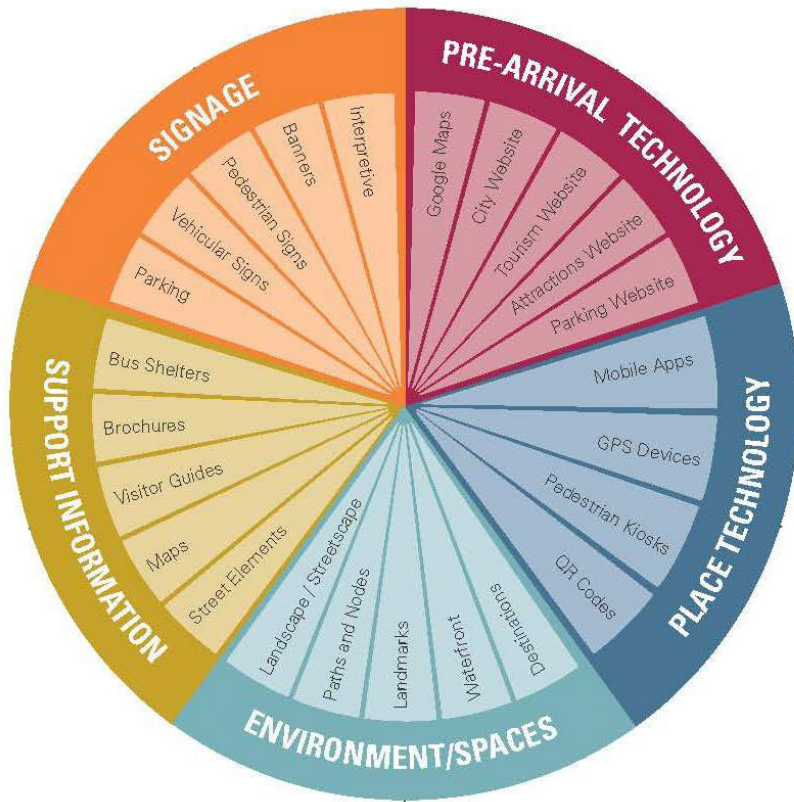 SIGNAGE
Parking
Vehicular Signs
Pedestrian Signs
Banners
Interpretive
PRE-ARRIVAL TECHNOLOGY
Google Maps
City Website
Tourism Website
Attractions Website
Parking Website
PLACE TECHNOLOGY
Mobile Apps
GPS Devices
Pedestrian Kiosks
QR Codes
ENVIRONMENT/SPACES
Landscape / Streetscape
Paths and Nodes
Landmarks
Waterfront
Destinations
SUPPORT INFORMATION
Bus Shelters
Brochures
Visitor Guides
Maps
Street Elements